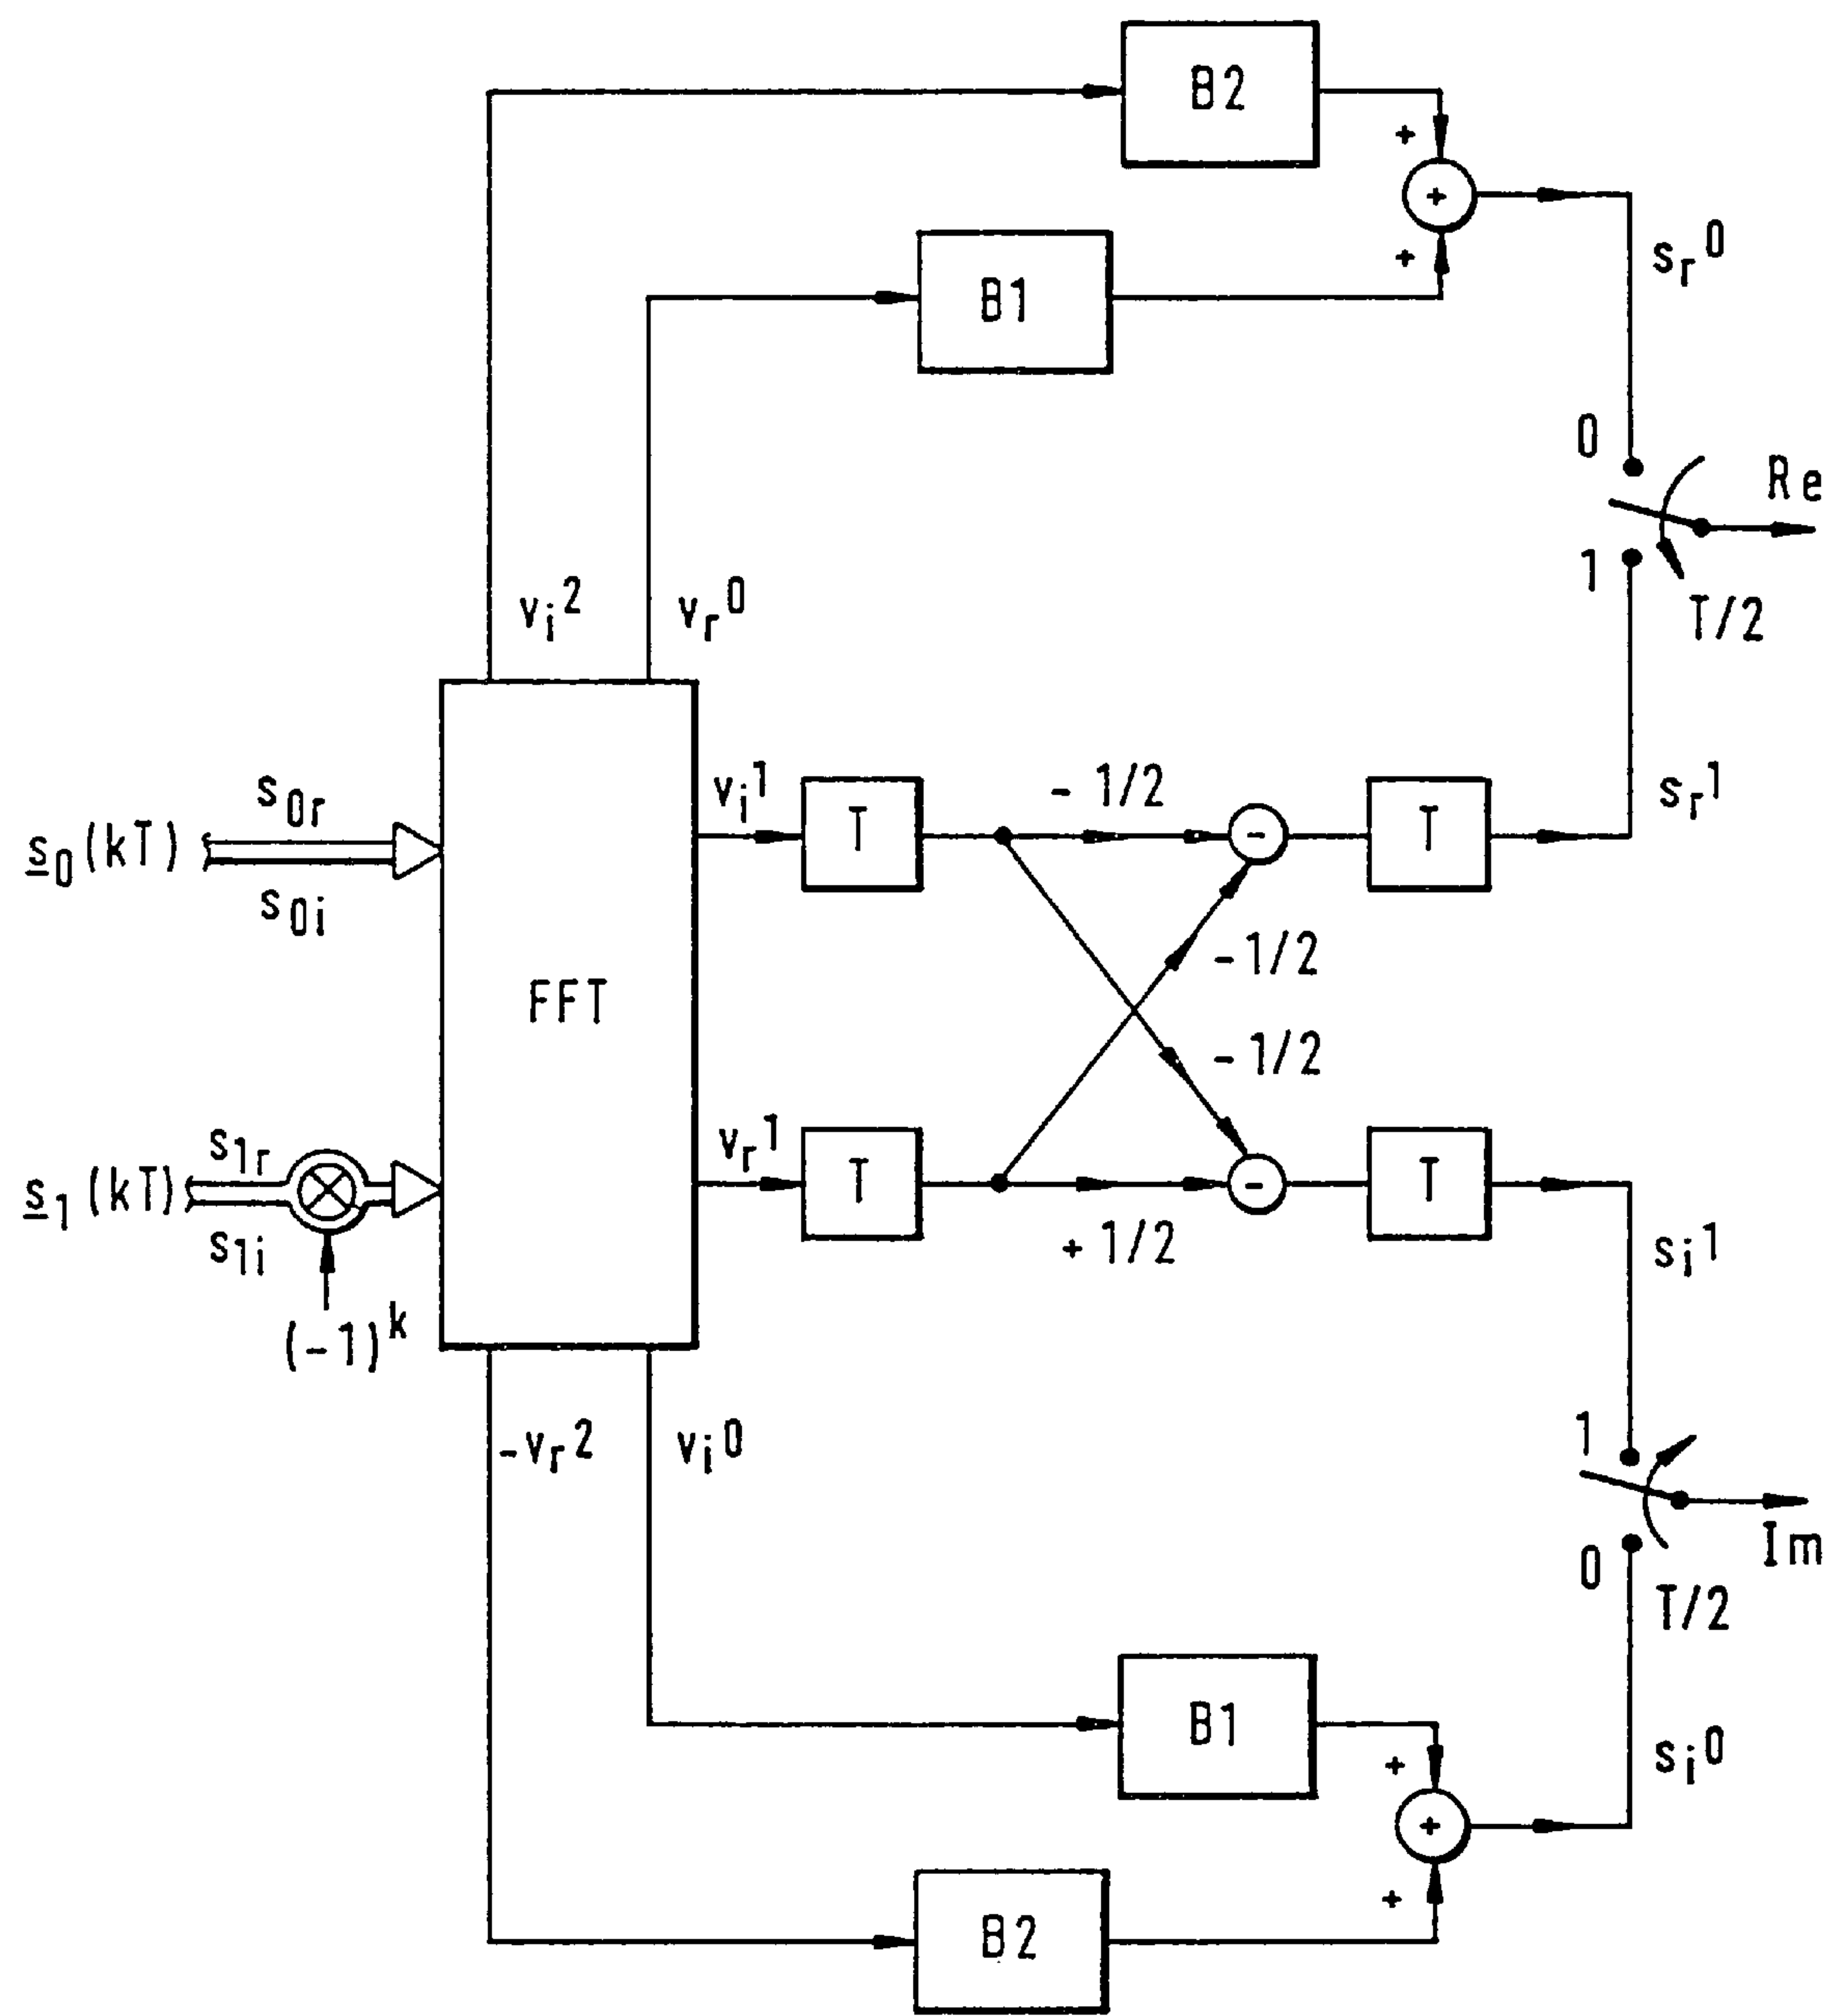 B2
+
+
B1
+
s_r^0
0
Re
1
T/2
v_i^2
v_r^0
s_0r
s_0(kT)
s_0i
v_i^1
T
- 1/2
-
T
s_r^1
- 1/2
FFT
- 1/2
s_1r
s_1(kT)
s_1i
(-1)^k
v_r^1
T
+ 1/2
-
T
s_i^1
-v_r^2
v_i^0
1
Im
0
T/2
B1
+
+
s_i^0
+
B2